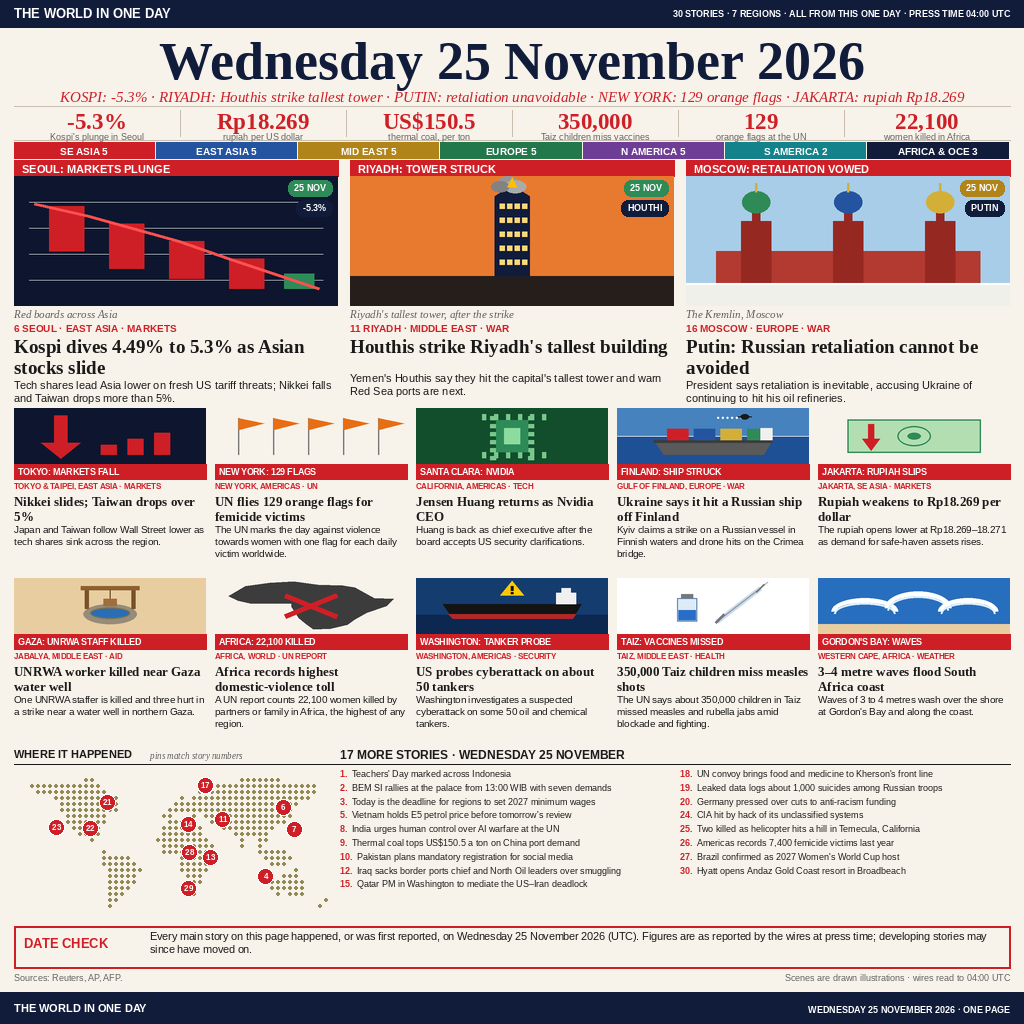 THE WORLD IN ONE DAY
30 STORIES · 7 REGIONS · ALL FROM THIS ONE DAY · PRESS TIME 04:00 UTC
Wednesday 25 November 2026
KOSPI: -5.3% · RIYADH: Houthis strike tallest tower · PUTIN: retaliation unavoidable · NEW YORK: 129 orange flags · JAKARTA: rupiah Rp18.269
-5.3%
Kospi's plunge in Seoul
Rp18.269
rupiah per US dollar
US$150.5
thermal coal, per ton
350,000
Taiz children miss vaccines
129
orange flags at the UN
22,100
women killed in Africa
SE ASIA 5
EAST ASIA 5
MID EAST 5
EUROPE 5
N AMERICA 5
S AMERICA 2
AFRICA & OCE 3
SEOUL: MARKETS PLUNGE
25 NOV
-5.3%
Red boards across Asia
6 SEOUL · EAST ASIA · MARKETS
Kospi dives 4.49% to 5.3% as Asian
stocks slide
Tech shares lead Asia lower on fresh US tariff threats; Nikkei falls
and Taiwan drops more than 5%.
RIYADH: TOWER STRUCK
25 NOV
HOUTHI
Riyadh's tallest tower, after the strike
11 RIYADH · MIDDLE EAST · WAR
Houthis strike Riyadh's tallest building
Yemen's Houthis say they hit the capital's tallest tower and warn
Red Sea ports are next.
MOSCOW: RETALIATION VOWED
25 NOV
PUTIN
The Kremlin, Moscow
16 MOSCOW · EUROPE · WAR
Putin: Russian retaliation cannot be
avoided
President says retaliation is inevitable, accusing Ukraine of
continuing to hit his oil refineries.
TOKYO: MARKETS FALL
TOKYO & TAIPEI, EAST ASIA · MARKETS
Nikkei slides; Taiwan drops over
5%
Japan and Taiwan follow Wall Street lower as
tech shares sink across the region.
NEW YORK: 129 FLAGS
NEW YORK, AMERICAS · UN
UN flies 129 orange flags for
femicide victims
The UN marks the day against violence
towards women with one flag for each daily
victim worldwide.
SANTA CLARA: NVIDIA
CALIFORNIA, AMERICAS · TECH
Jensen Huang returns as Nvidia
CEO
Huang is back as chief executive after the
board accepts US security clarifications.
FINLAND: SHIP STRUCK
GULF OF FINLAND, EUROPE · WAR
Ukraine says it hit a Russian ship
off Finland
Kyiv claims a strike on a Russian vessel in
Finnish waters and drone hits on the Crimea
bridge.
JAKARTA: RUPIAH SLIPS
JAKARTA, SE ASIA · MARKETS
Rupiah weakens to Rp18.269 per
dollar
The rupiah opens lower at Rp18.269–18.271
as demand for safe-haven assets rises.
GAZA: UNRWA STAFF KILLED
JABALYA, MIDDLE EAST · AID
UNRWA worker killed near Gaza
water well
One UNRWA staffer is killed and three hurt in
a strike near a water well in northern Gaza.
AFRICA: 22,100 KILLED
AFRICA, WORLD · UN REPORT
Africa records highest
domestic-violence toll
A UN report counts 22,100 women killed by
partners or family in Africa, the highest of any
region.
WASHINGTON: TANKER PROBE
WASHINGTON, AMERICAS · SECURITY
US probes cyberattack on about
50 tankers
Washington investigates a suspected
cyberattack on some 50 oil and chemical
tankers.
TAIZ: VACCINES MISSED
TAIZ, MIDDLE EAST · HEALTH
350,000 Taiz children miss measles
shots
The UN says about 350,000 children in Taiz
missed measles and rubella jabs amid
blockade and fighting.
GORDON'S BAY: WAVES
WESTERN CAPE, AFRICA · WEATHER
3–4 metre waves flood South
Africa coast
Waves of 3 to 4 metres wash over the shore
at Gordon's Bay and along the coast.
WHERE IT HAPPENED
pins match story numbers
17
21
6
23
22
14
11
7
28
13
4
29
17 MORE STORIES · WEDNESDAY 25 NOVEMBER
1. Teachers' Day marked across Indonesia
2. BEM SI rallies at the palace from 13:00 WIB with seven demands
3. Today is the deadline for regions to set 2027 minimum wages
5. Vietnam holds E5 petrol price before tomorrow's review
8. India urges human control over AI warfare at the UN
9. Thermal coal tops US$150.5 a ton on China port demand
10. Pakistan plans mandatory registration for social media
12. Iraq sacks border ports chief and North Oil leaders over smuggling
15. Qatar PM in Washington to mediate the US–Iran deadlock
18. UN convoy brings food and medicine to Kherson's front line
19. Leaked data logs about 1,000 suicides among Russian troops
20. Germany pressed over cuts to anti-racism funding
24. CIA hit by hack of its unclassified systems
25. Two killed as helicopter hits a hill in Temecula, California
26. Americas records 7,400 femicide victims last year
27. Brazil confirmed as 2027 Women's World Cup host
30. Hyatt opens Andaz Gold Coast resort in Broadbeach
DATE CHECK
Every main story on this page happened, or was first reported, on Wednesday 25 November 2026 (UTC). Figures are as reported by the wires at press time; developing stories may
since have moved on.
Sources: Reuters, AP, AFP.
Scenes are drawn illustrations · wires read to 04:00 UTC
THE WORLD IN ONE DAY
WEDNESDAY 25 NOVEMBER 2026 · ONE PAGE